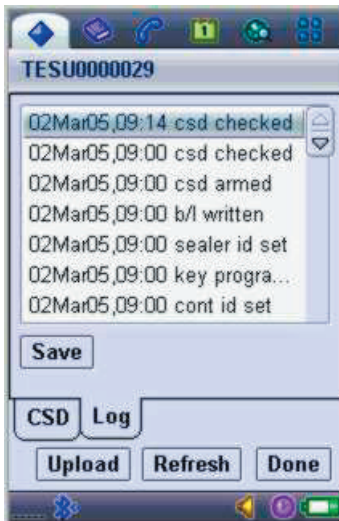 1
TESU0000029
02Mar05,09:14 csd checked
02Mar05,09:00 csd checked
02Mar05,09:00 csd armed
02Mar05,09:00 b/l written
02Mar05,09:00 sealer id set
02Mar05,09:00 key progra...
02Mar05,09:00 cont id set
Save
CSD Log
Upload Refresh Done